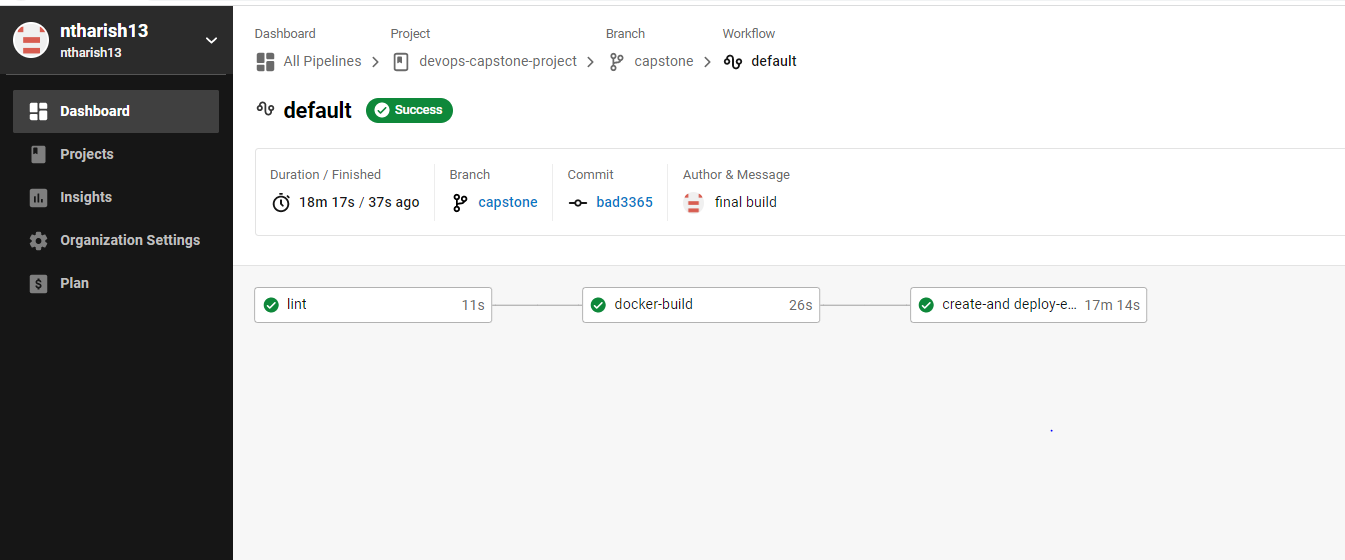 ntharish13
ntharish13
Dashboard
Projects
Insights
Organization Settings
Plan
Dashboard Project Branch Workflow
All Pipelines devops-capstone-project capstone default
default Success
Duration / Finished Branch Commit Author & Message
18m 17s / 37s ago capstone bad3365 final build
lint 11s docker-build 26s create-and deploy-e... 17m 14s